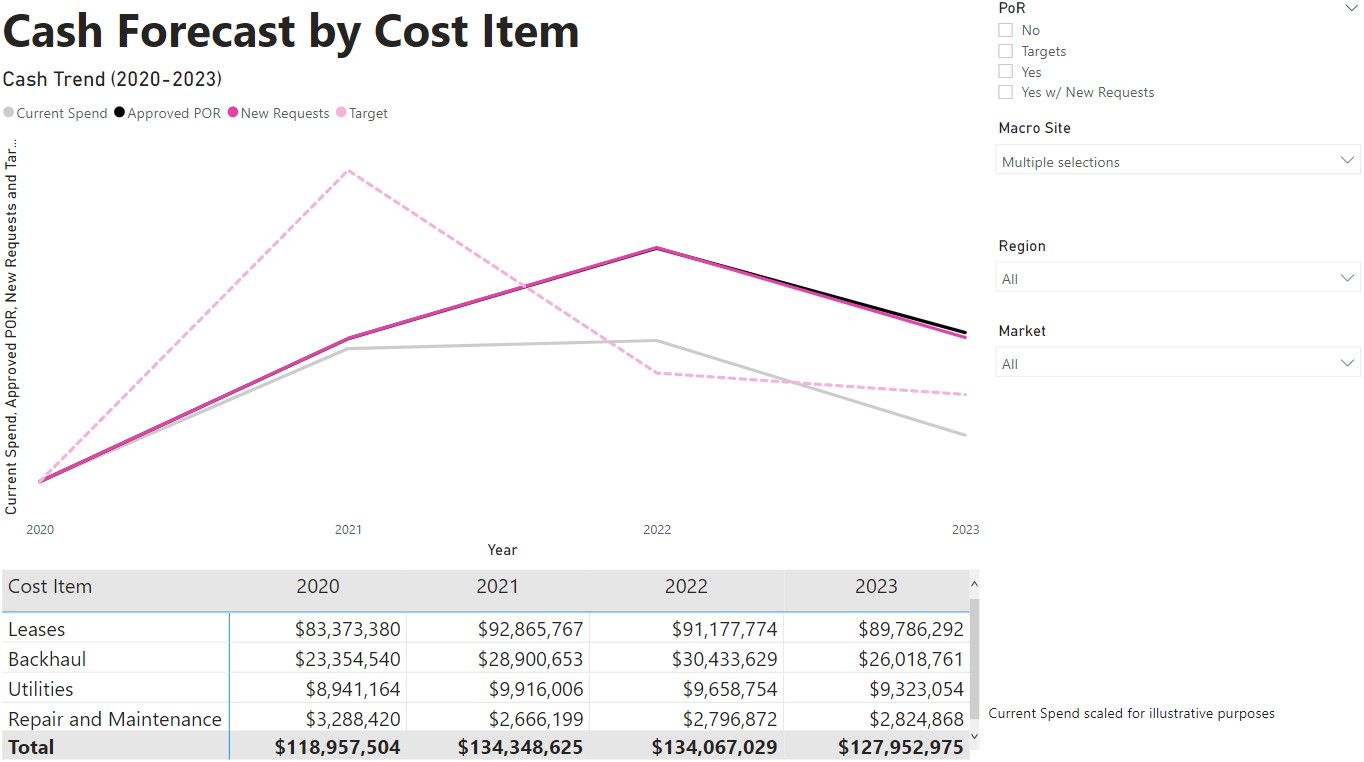 Cash Forecast by Cost Item
Cash Trend (2020-2023)
Current Spend Approved POR New Requests Target
Current Spend, Approved POR, New Requests and Tar...
2020 2021 2022 2023
Year
Cost Item 2020 2021 2022 2023
Leases $83,373,380 $92,865,767 $91,177,774 $89,786,292
Backhaul $23,354,540 $28,900,653 $30,433,629 $26,018,761
Utilities $8,941,164 $9,916,006 $9,658,754 $9,323,054
Repair and Maintenance $3,288,420 $2,666,199 $2,796,872 $2,824,868
Total $118,957,504 $134,348,625 $134,067,029 $127,952,975
PoR
No
Targets
Yes
Yes w/ New Requests
Macro Site
Multiple selections
Region
All
Market
All
Current Spend scaled for illustrative purposes